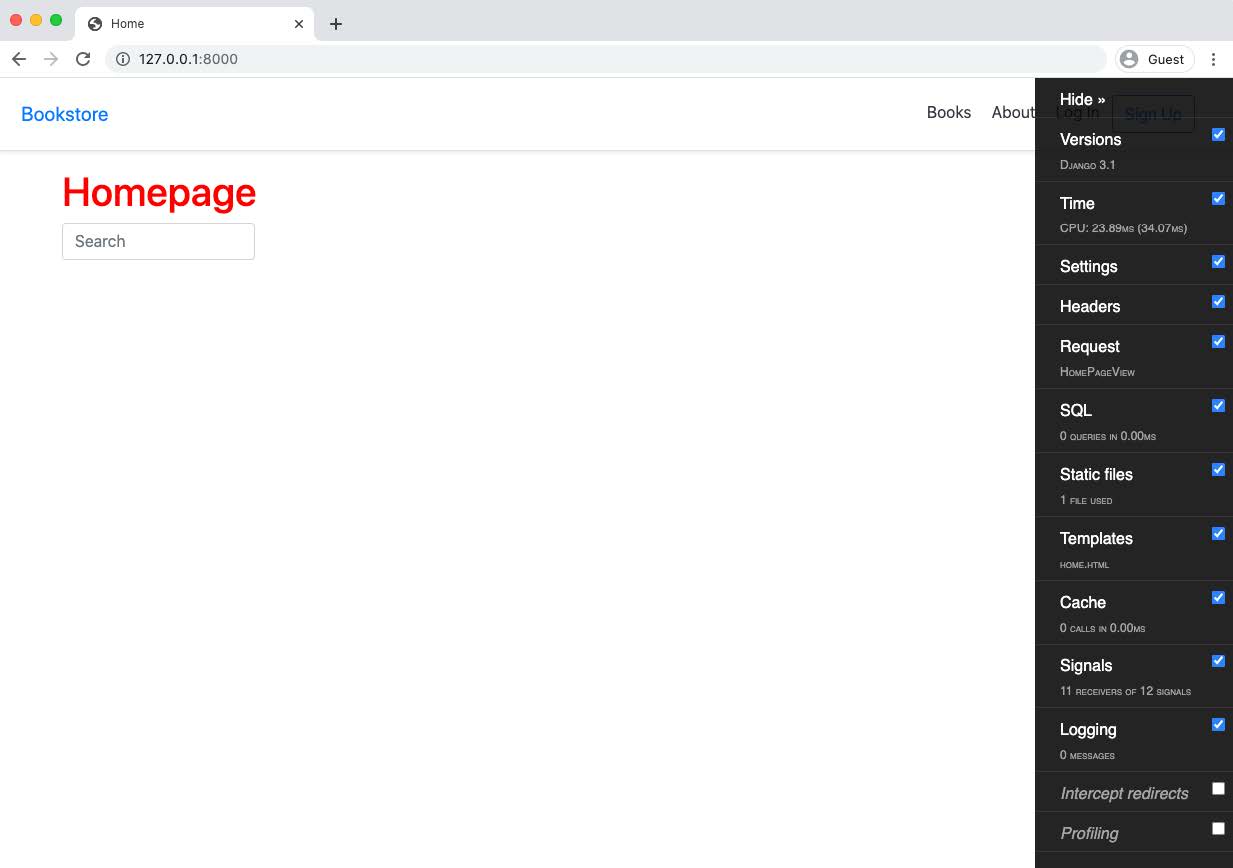 Home
127.0.0.1:8000
Guest
Bookstore
Books About Log In Sign Up
Homepage
Search
Hide »
Versions
Django 3.1
Time
CPU: 23.89ms (34.07ms)
Settings
Headers
Request
HomePageView
SQL
0 queries in 0.00ms
Static files
1 file used
Templates
home.html
Cache
0 calls in 0.00ms
Signals
11 receivers of 12 signals
Logging
0 messages
Intercept redirects
Profiling